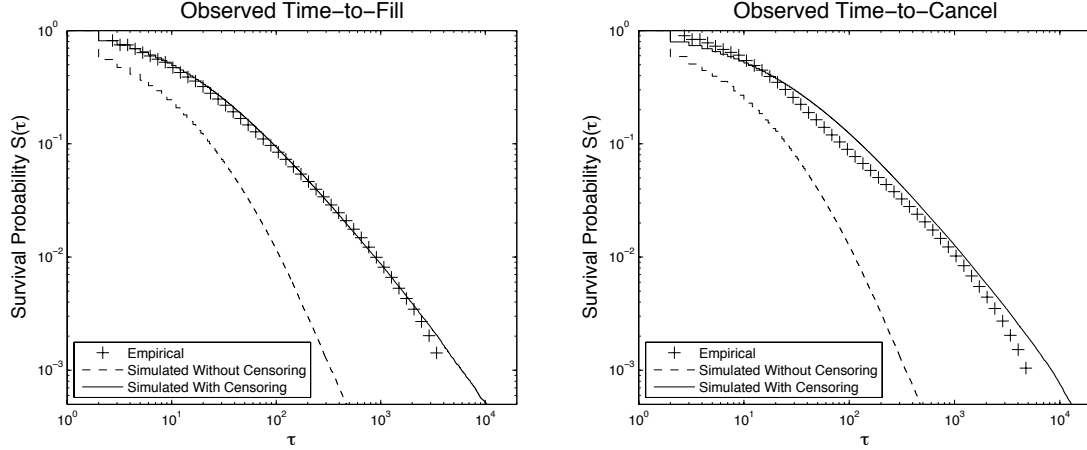 Observed Time−to−Fill
Survival Probability S(τ)
10^0
10^−1
10^−2
10^−3
Empirical
Simulated Without Censoring
Simulated With Censoring
10^0 10^1 10^2 10^3 10^4
τ
Observed Time−to−Cancel
Survival Probability S(τ)
10^0
10^−1
10^−2
10^−3
Empirical
Simulated Without Censoring
Simulated With Censoring
10^0 10^1 10^2 10^3 10^4
τ